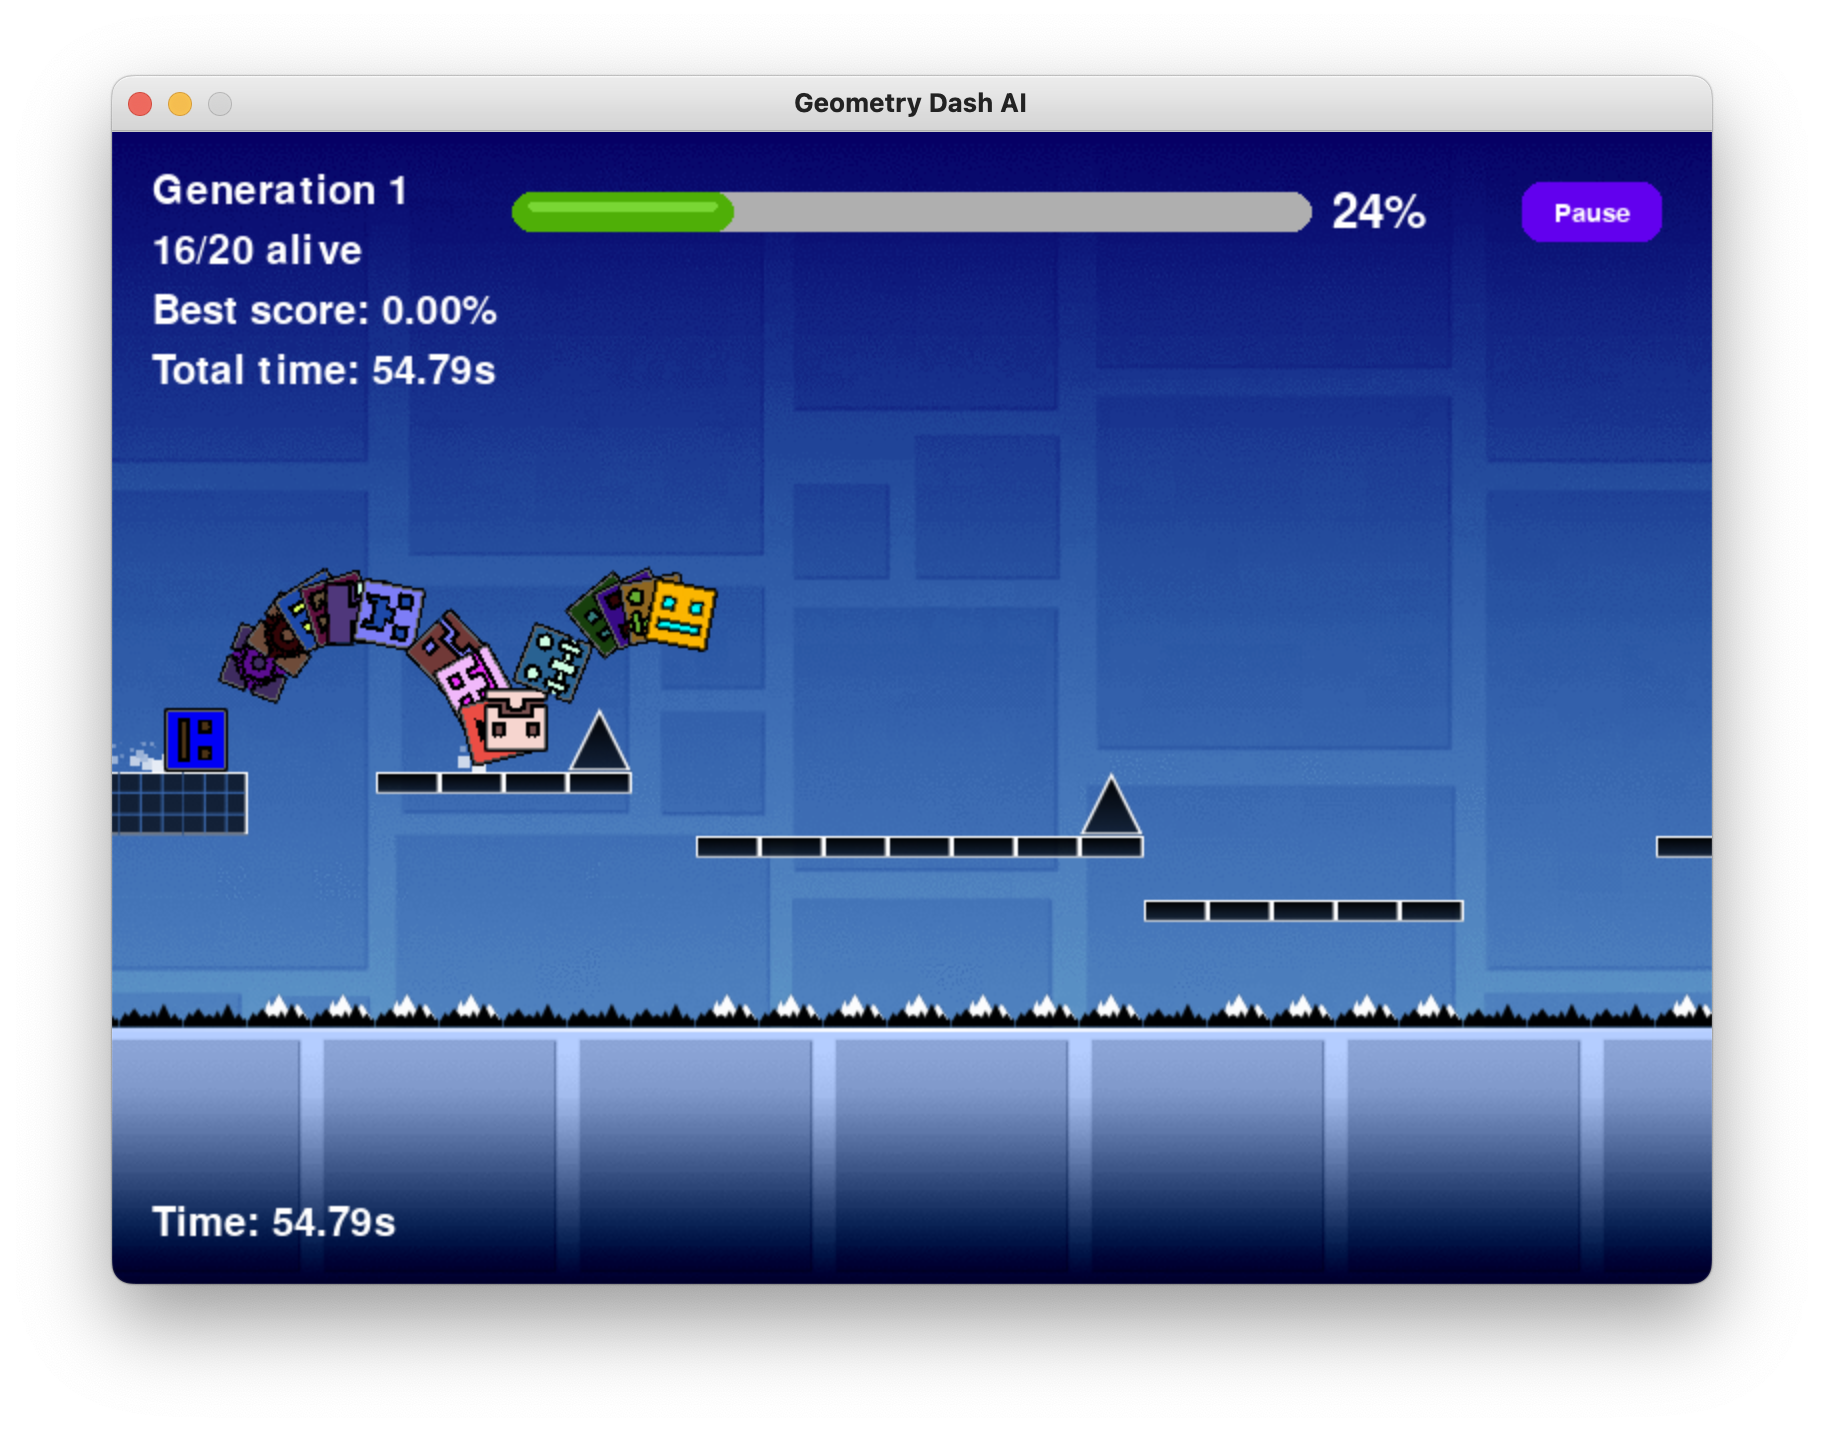 Geometry Dash AI
Generation 1
24%
Pause
16/20 alive
Best score: 0.00%
Total time: 54.79s
Time: 54.79s